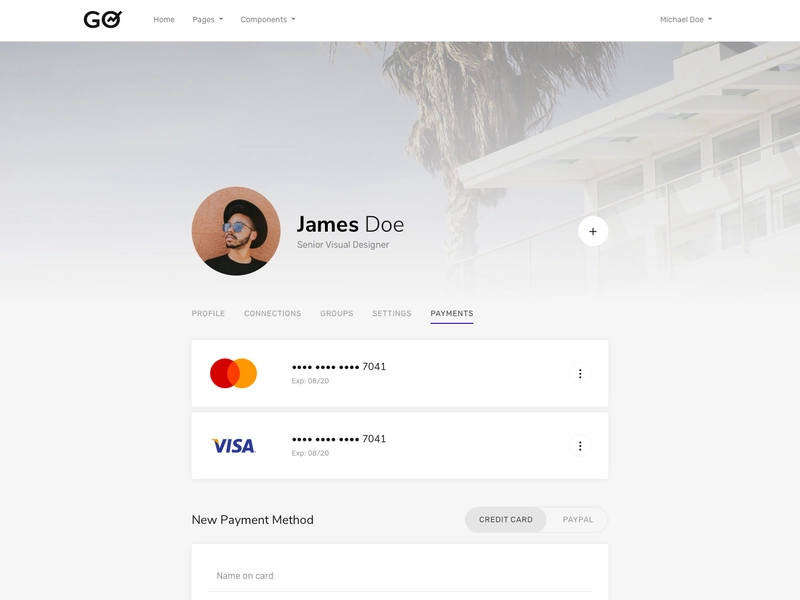 GO
Home
Pages
Components
Michael Doe
James Doe
Senior Visual Designer
PROFILE
CONNECTIONS
GROUPS
SETTINGS
PAYMENTS
•••• •••• •••• 7041
Exp: 08/20
VISA
•••• •••• •••• 7041
Exp: 08/20
New Payment Method
CREDIT CARD
PAYPAL
Name on card